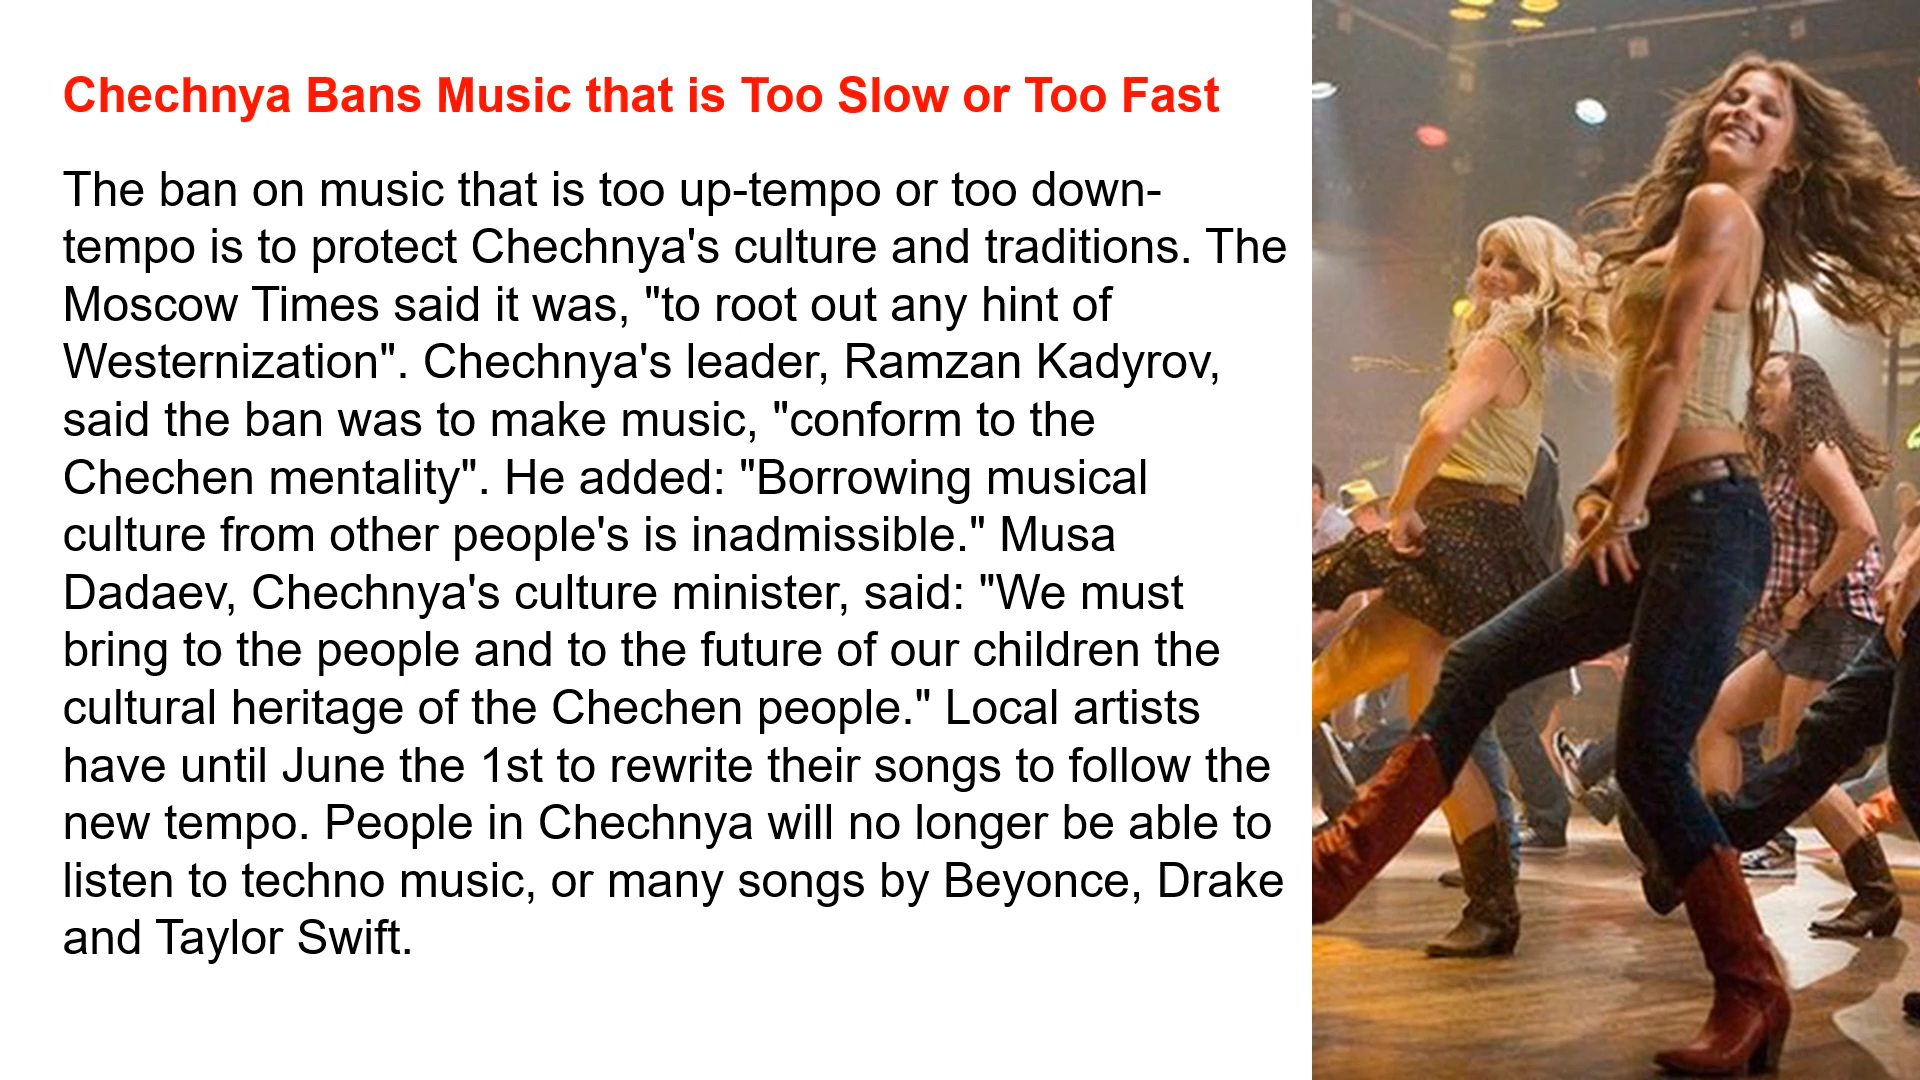 Chechnya Bans Music that is Too Slow or Too Fast
The ban on music that is too up-tempo or too down-
tempo is to protect Chechnya's culture and traditions. The
Moscow Times said it was, "to root out any hint of
Westernization". Chechnya's leader, Ramzan Kadyrov,
said the ban was to make music, "conform to the
Chechen mentality". He added: "Borrowing musical
culture from other people's is inadmissible." Musa
Dadaev, Chechnya's culture minister, said: "We must
bring to the people and to the future of our children the
cultural heritage of the Chechen people." Local artists
have until June the 1st to rewrite their songs to follow the
new tempo. People in Chechnya will no longer be able to
listen to techno music, or many songs by Beyonce, Drake
and Taylor Swift.